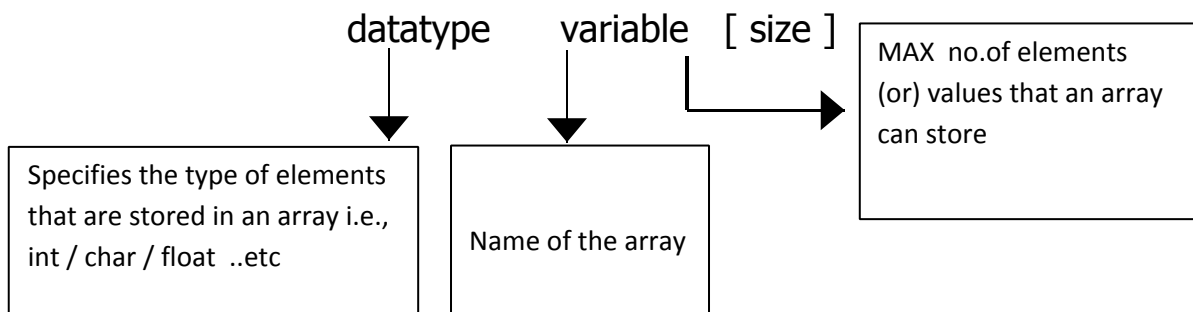 datatype variable [ size ]
MAX no.of elements
(or) values that an array
can store
Specifies the type of elements
that are stored in an array i.e.,
int / char / float ..etc
Name of the array